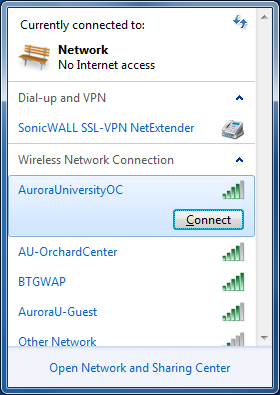 Currently connected to:
Network
No Internet access
Dial-up and VPN
SonicWALL SSL-VPN NetExtender
Wireless Network Connection
AuroraUniversityOC
Connect
AU-OrchardCenter
BTGWAP
AuroraU-Guest
Other Network
Open Network and Sharing Center